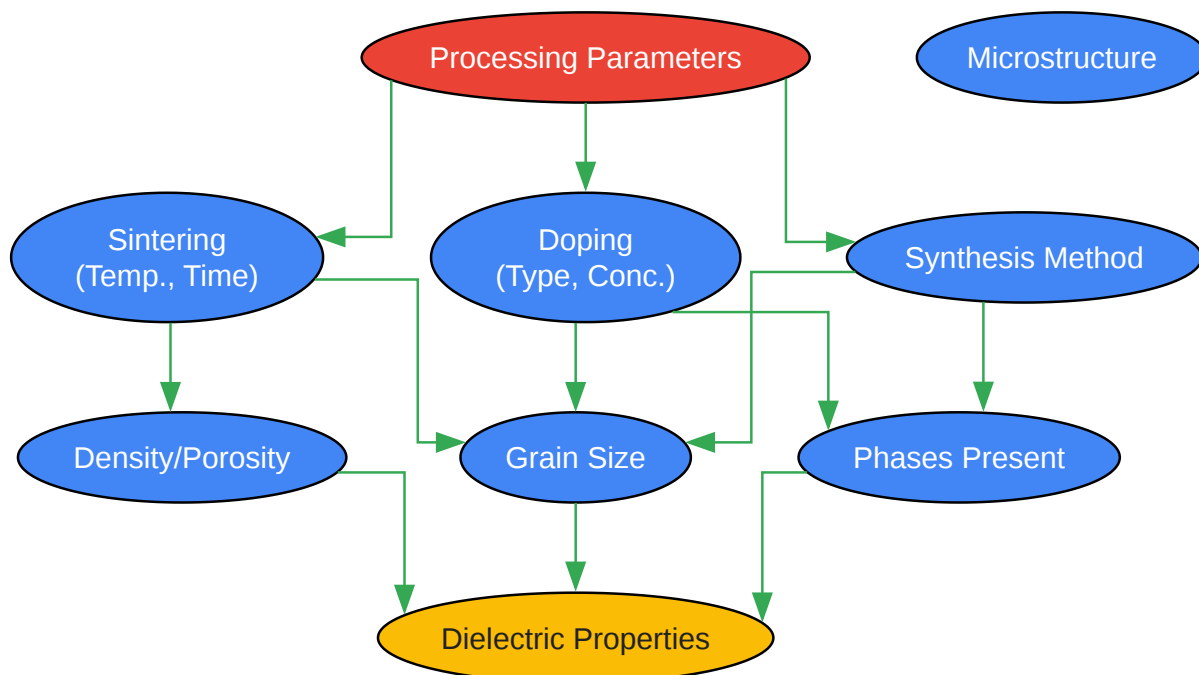 Processing Parameters
Microstructure
Sintering
(Temp., Time)
Doping
(Type, Conc.)
Synthesis Method
Density/Porosity
Grain Size
Phases Present
Dielectric Properties